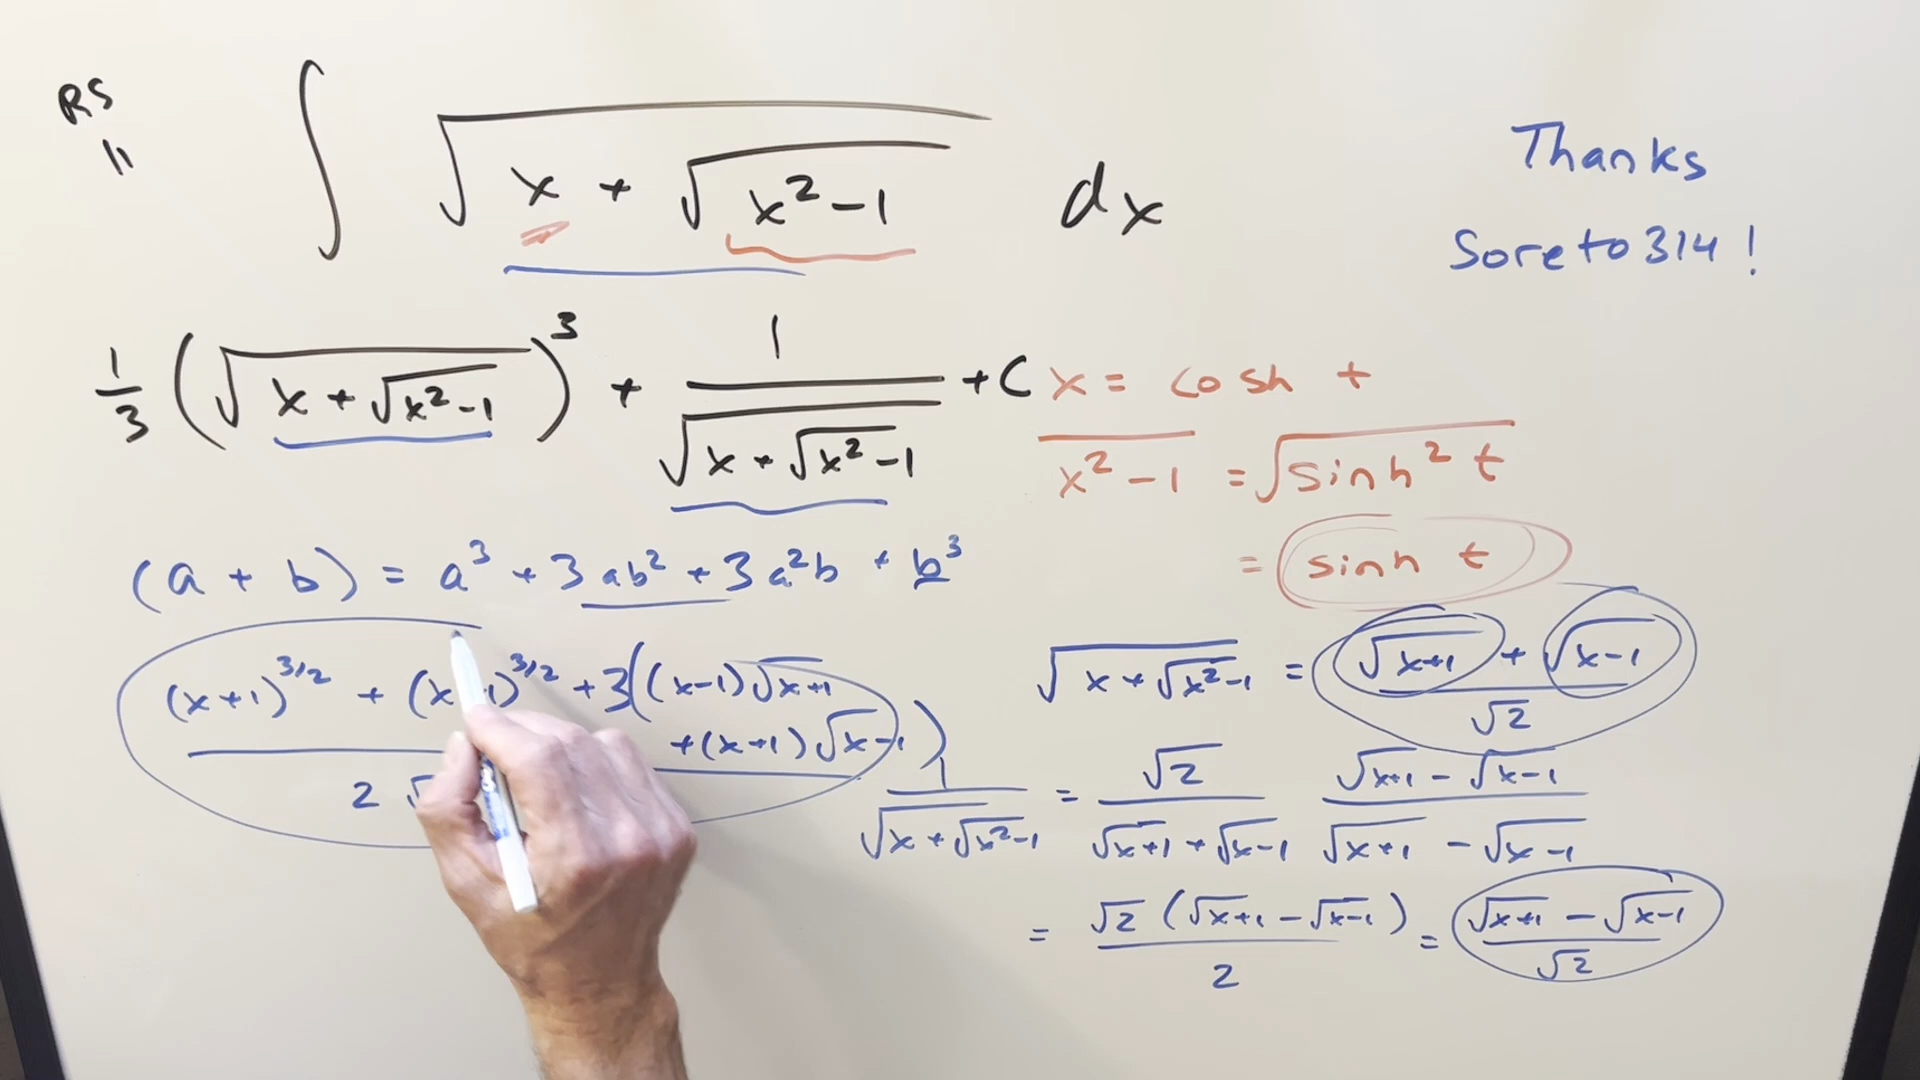 RS
=
∫ √(x + √(x² - 1)) dx
Thanks
Soreto314!
1/3 (√(x + √(x² - 1)))³ + 1/√(x + √(x² - 1)) + C
x = cosh t
√(x² - 1) = √(sinh² t)
= sinh t
(a + b) = a³ + 3ab² + 3a²b + b³
((x+1)^(3/2) + (x-1)^(3/2) + 3((x-1)√(x+1) + (x+1)√(x-1))) / 2√
√(x + √(x² - 1)) = (√(x+1) + √(x-1)) / √2
1/√(x + √(x² - 1)) = √2/(√(x+1) + √(x-1)) (√(x+1) - √(x-1))/(√(x+1) - √(x-1))
= √2 (√(x+1) - √(x-1)) / 2 = (√(x+1) - √(x-1)) / √2